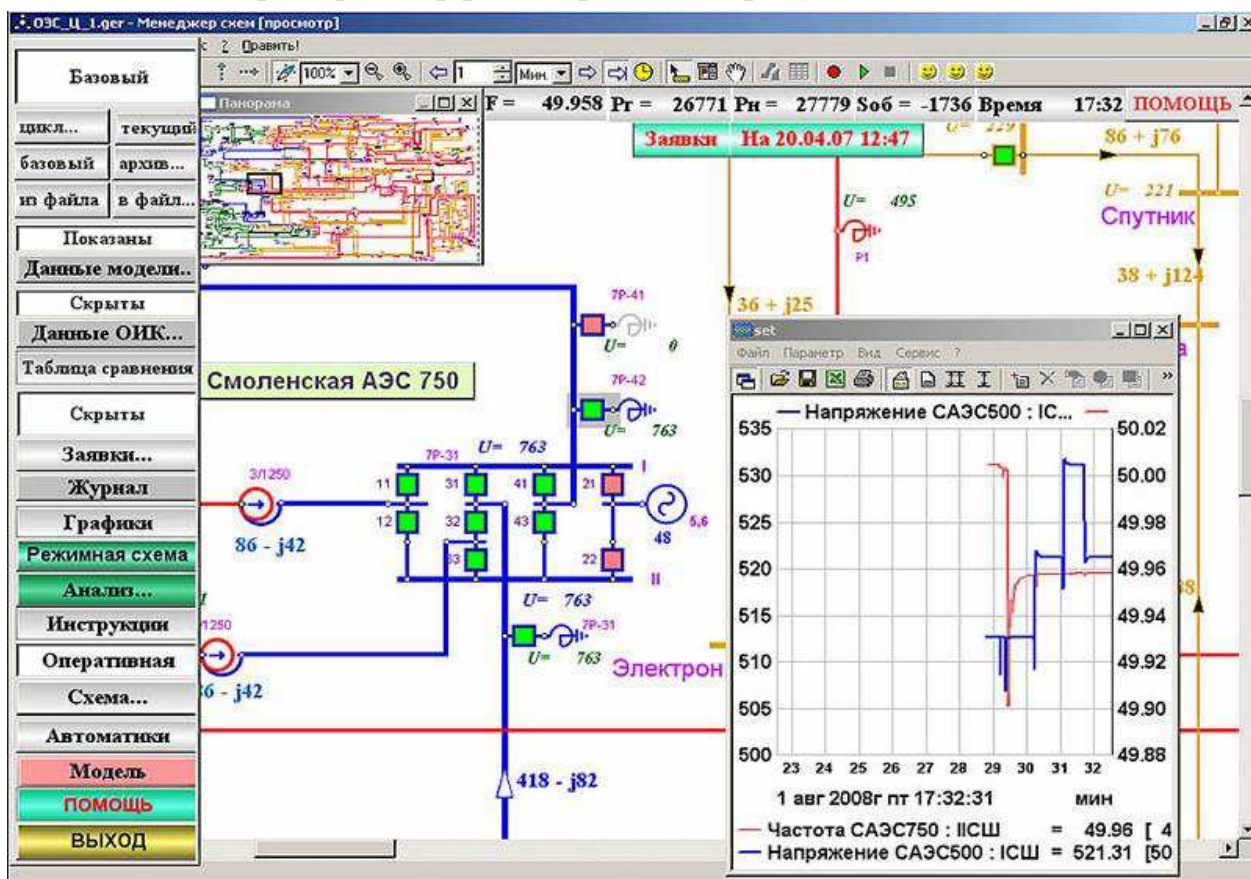 ОЗС_Ц_1.ger - Менеджер схем [просмотр]
? Править!
100%
1
Мин.
Базовый
цикл...
текущий
базовый
архив...
из файла
в файл...
Показаны
Данные модели..
Скрыты
Данные ОИК...
Таблица сравнения
Скрыты
Заявки...
Журнал
Графики
Режимная схема
Анализ...
Инструкции
Оперативная
Схема...
Автоматики
Модель
ПОМОЩЬ
ВЫХОД
Панорама
F = 49.958 Pг = 26771 Pн = 27779 Sоб = -1736 Время 17:32 ПОМОЩЬ
Заявки На 20.04.07 12:47
U= 229
86 + j76
U= 495
U= 221
Спутник
P1
38 + j124
36 + j25
7Р-41
U= 0
Смоленская АЭС 750
7Р-42
U= 763
U= 763
7Р-31
I
3/1250
11
31
41
21
5,6
12
32
43
48
86 - j42
33
22
II
U= 763
7Р-31
U= 763
/1250
Электрон
6 - j42
418 - j82
set
Файл Параметр Вид Сервис ?
Напряжение САЭС500 : IС...
535
50.02
530
50.00
525
49.98
520
49.96
515
49.94
510
49.92
505
49.90
500
49.88
23 24 25 26 27 28 29 30 31 32
1 авг 2008г пт 17:32:31 мин
Частота САЭС750 : IIСШ = 49.96 [ 4
Напряжение САЭС500 : IСШ = 521.31 [50